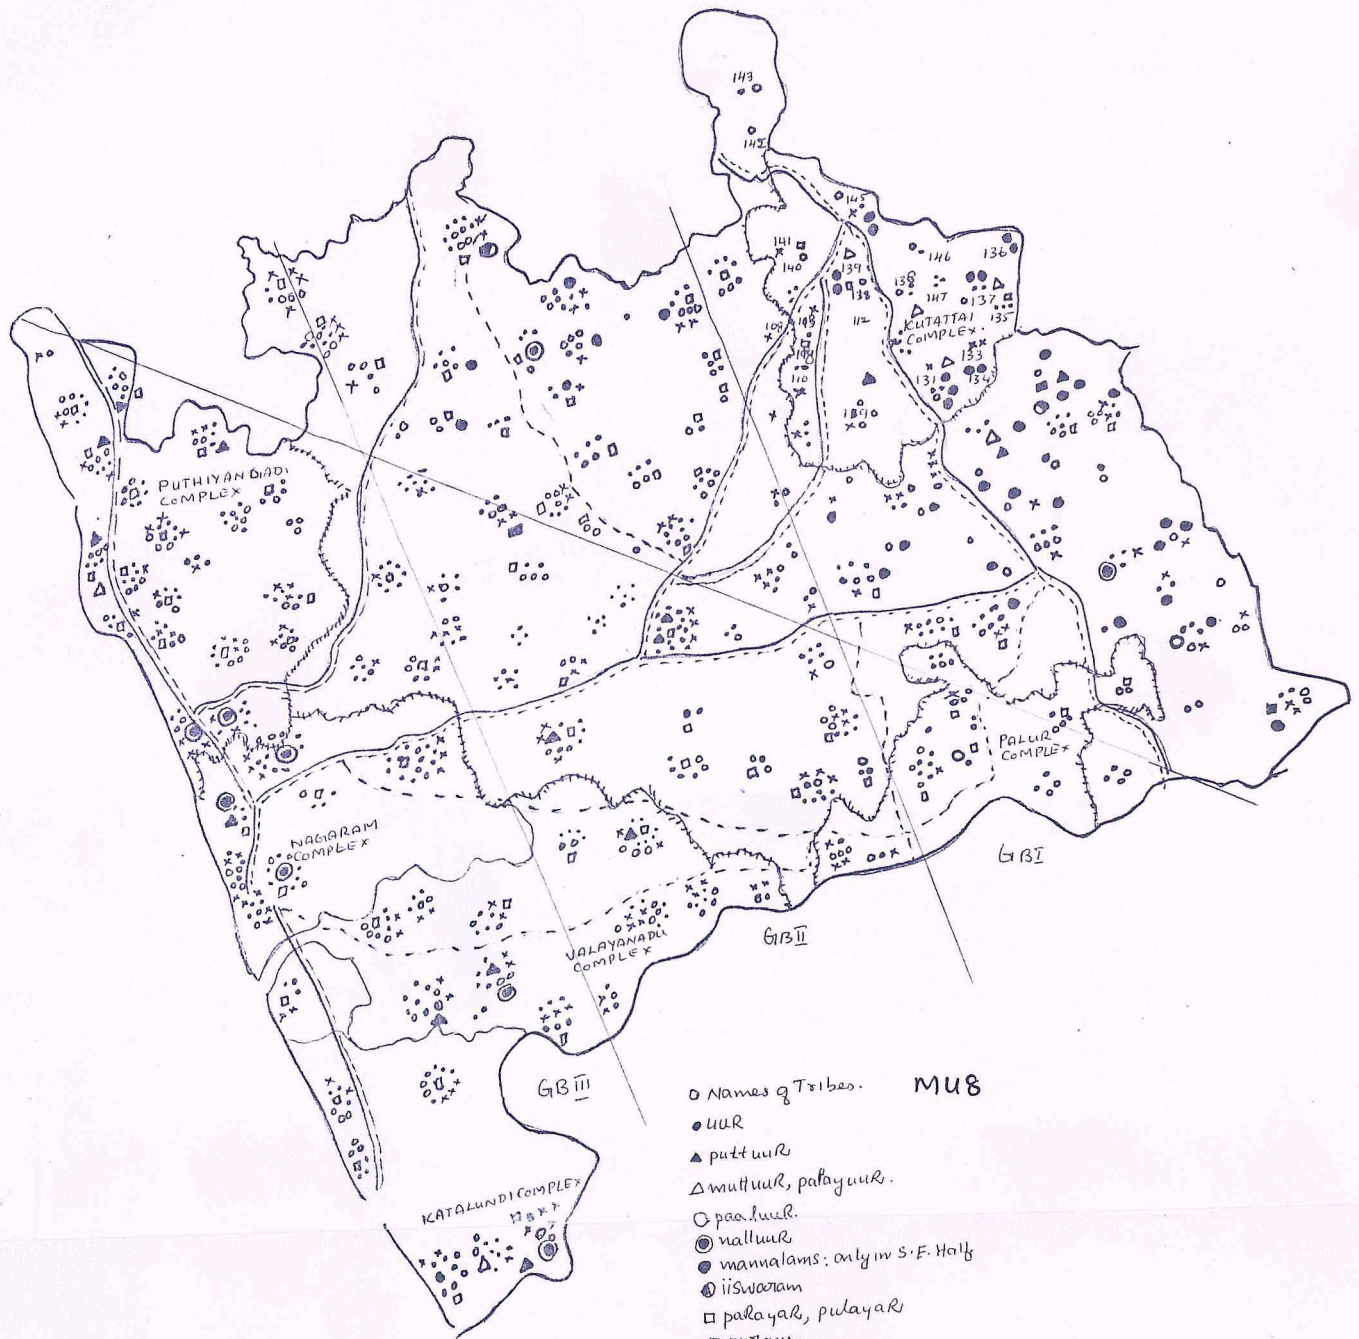 143
142
145
141
140
139
138
146
136
138
147
137
135
112
KUTATTAI
COMPLEX.
133
131
134
110
PUTHIYANGADI
COMPLEX
NAGARAM
COMPLEX
PALUR
COMPLEX
GB I
GB II
VALAYANADU
COMPLEX
GB III
KATALUNDI COMPLEX
o Names of Tribes. MU8
uuR
puttuuR
muttuuR, patayuuR.
paaluuR.
nalluuR
mannalams. only in S.E. Half
iiswaram
paRayaR, pulayaR